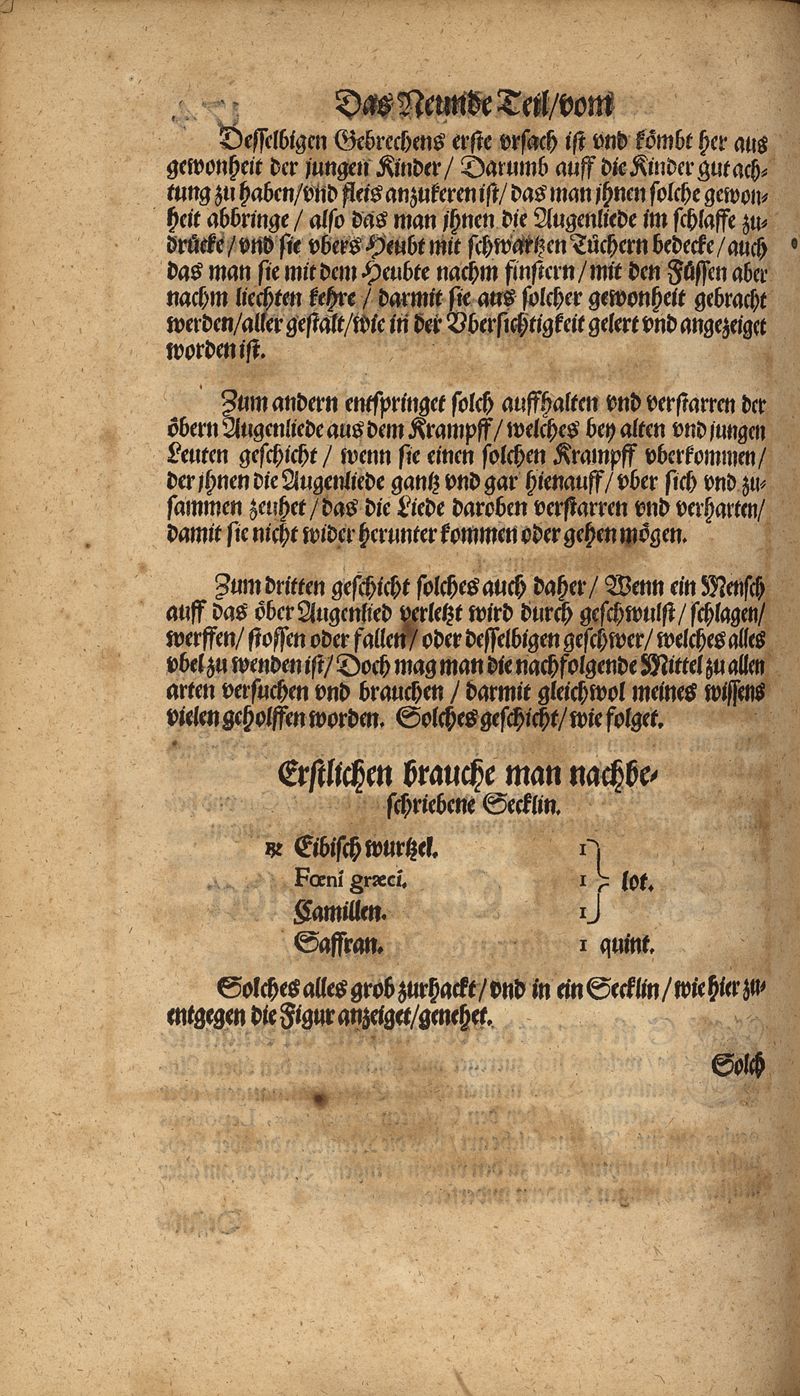 Das Neunde Teil/vom
Desselbigen Gebrechens erste vrsach ist vnd kömbt her aus
gewonheit der jungen Kinder/ Darumb auff die Kinder gut ach⸗
tung zu haben/vnd fleis anzukeren ist/ das man jhnen solche gewon⸗
heit abbringe/ also das man jhnen die Augenliede im schlaffe zu⸗
drücke/vnd sie vbers Heubt mit schwartzen Tüchern bedecke/auch
das man sie mit dem Heubte nachm finstern/mit den Füssen aber
nachm liechten kehre/ darmit sie aus solcher gewonheit gebracht
werden/aller gestalt/wie in der Vbersichtigkeit gelert vnd angezeiget
worden ist.
Zum andern entspringet solch auffhalten vnd verstarren der
öbern Augenliede aus dem Krampff/ welches bey alten vnd jungen
Leuten geschicht/ wenn sie einen solchen Krampff vberkommen/
der jhnen die Augenliede gantz vnd gar hienauff/ vber sich vnd zu⸗
sammen zeuhet/das die Liede daroben verstarren vnd verharten/
damit sie nicht wider herunter kommen oder gehen mögen.
Zum dritten geschicht solches auch daher/ Wenn ein Mensch
auff das öber Augenlied verletzt wird durch geschwulst/ schlagen/
werffen/ stossen oder fallen/ oder desselbigen geschwer/ welches alles
vbel zu wenden ist/ Doch mag man die nachfolgende Mittel zu allen
arten versuchen vnd brauchen/ darmit gleichwol meines wissens
vielen geholffen worden. Solches geschicht/wie folget.
Erstlichen brauche man nachbe⸗
schriebene Secklin.
℞ Eibisch wurtzel. 1
Fœni græci. 1 lot.
Camillen. 1
Saffran. 1 quint.
Solches alles grob zurhackt/vnd in ein Secklin/wie hier zu⸗
entgegen die Figur anzeiget/genehet.
Solch